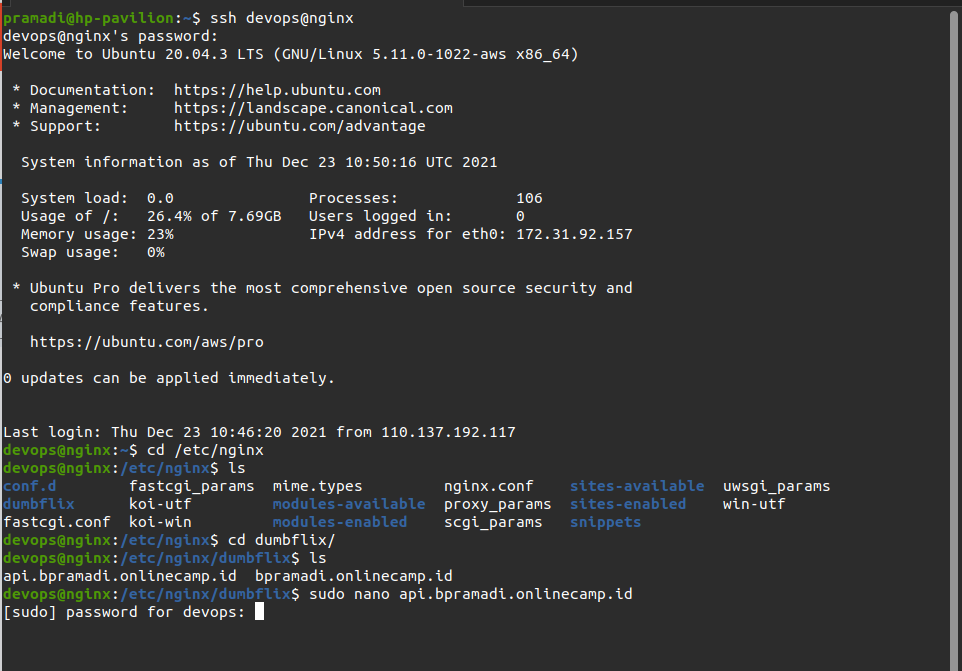 pramadi@hp-pavilion:~$ ssh devops@nginx
devops@nginx's password:
Welcome to Ubuntu 20.04.3 LTS (GNU/Linux 5.11.0-1022-aws x86_64)
* Documentation:  https://help.ubuntu.com
* Management:     https://landscape.canonical.com
* Support:        https://ubuntu.com/advantage
System information as of Thu Dec 23 10:50:16 UTC 2021
System load:  0.0               Processes:             106
Usage of /:   26.4% of 7.69GB   Users logged in:       0
Memory usage: 23%               IPv4 address for eth0: 172.31.92.157
Swap usage:   0%
* Ubuntu Pro delivers the most comprehensive open source security and
compliance features.
https://ubuntu.com/aws/pro
0 updates can be applied immediately.
Last login: Thu Dec 23 10:46:20 2021 from 110.137.192.117
devops@nginx:~$ cd /etc/nginx
devops@nginx:/etc/nginx$ ls
conf.d        fastcgi_params  mime.types         nginx.conf    sites-available  uwsgi_params
dumbflix      koi-utf         modules-available  proxy_params  sites-enabled    win-utf
fastcgi.conf  koi-win         modules-enabled    scgi_params   snippets
devops@nginx:/etc/nginx$ cd dumbflix/
devops@nginx:/etc/nginx/dumbflix$ ls
api.bpramadi.onlinecamp.id  bpramadi.onlinecamp.id
devops@nginx:/etc/nginx/dumbflix$ sudo nano api.bpramadi.onlinecamp.id
[sudo] password for devops: